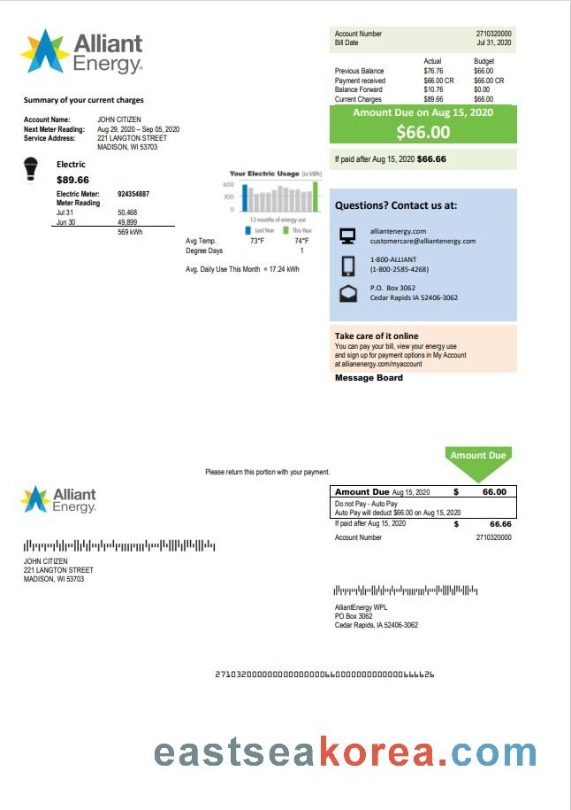 Alliant
Energy®
Account Number 2710320000
Bill Date Jul 31, 2020
Actual Budget
Previous Balance $76.76 $66.00
Payment received $66.00 CR $66.00 CR
Balance Forward $10.76 $0.00
Current Charges $89.66 $66.00
Amount Due on Aug 15, 2020
$66.00
If paid after Aug 15, 2020 $66.66
Summary of your current charges
Account Name: JOHN CITIZEN
Next Meter Reading: Aug 29, 2020 – Sep 05, 2020
Service Address: 221 LANGTON STREET
MADISON, WI 53703
Electric
$89.66
Electric Meter: 924354887
Meter Reading
Jul 31 50,468
Jun 30 49,899
569 kWh
Your Electric Usage (in kWh)
600
300
0
13 months of energy use
Last Year This Year
Avg Temp. 73°F 74°F
Degree Days 1
Avg. Daily Use This Month = 17.24 kWh
Questions? Contact us at:
alliantenergy.com
customercare@alliantenergy.com
1-800-ALLIANT
(1-800-2585-4268)
P.O. Box 3062
Cedar Rapids IA 52406-3062
Take care of it online
You can pay your bill, view your energy use
and sign up for payment options in My Account
at allianenergy.com/myaccount
Message Board
Please return this portion with your payment.
Amount Due
Alliant
Energy®
Amount Due Aug 15, 2020 $ 66.00
Do not Pay - Auto Pay
Auto Pay will deduct $66.00 on Aug 15, 2020
If paid after Aug 15, 2020 $ 66.66
Account Number 2710320000
JOHN CITIZEN
221 LANGTON STREET
MADISON, WI 53703
AlliantEnergy WPL
PO Box 3062
Cedar Rapids, IA 52406-3062
eastseakorea.com